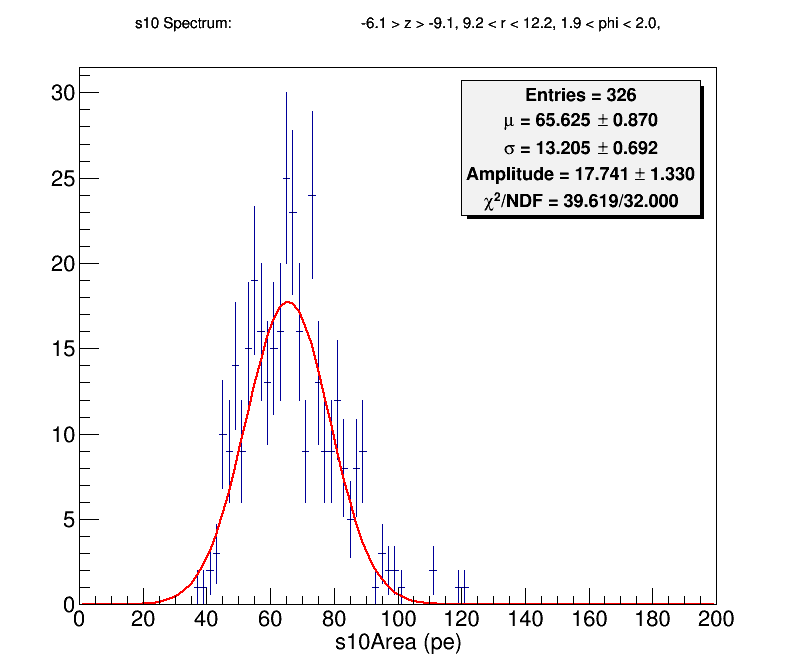 s10 Spectrum: -6.1 > z > -9.1, 9.2 < r < 12.2, 1.9 < phi < 2.0,
Entries = 326
μ = 65.625 ± 0.870
σ = 13.205 ± 0.692
Amplitude = 17.741 ± 1.330
χ²/NDF = 39.619/32.000
30
25
20
15
10
5
0
0 20 40 60 80 100 120 140 160 180 200
s10Area (pe)